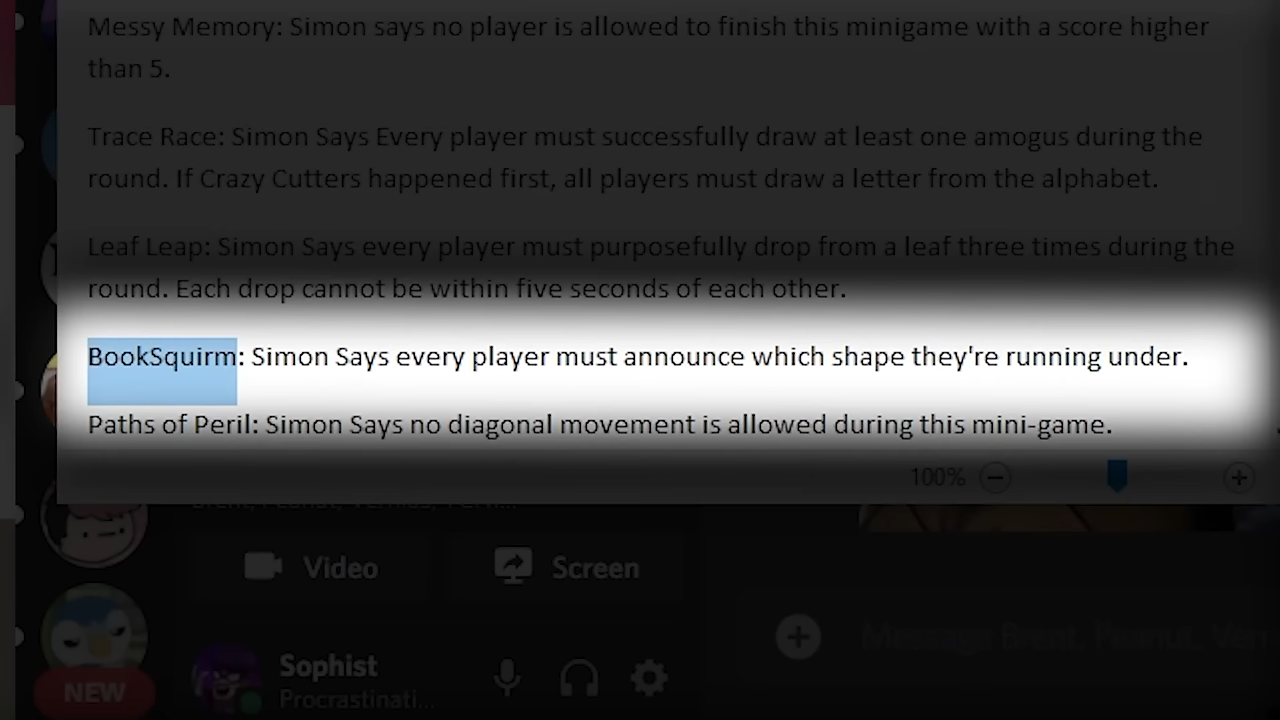 Messy Memory: Simon says no player is allowed to finish this minigame with a score higher
than 5.
Trace Race: Simon Says Every player must successfully draw at least one amogus during the
round. If Crazy Cutters happened first, all players must draw a letter from the alphabet.
Leaf Leap: Simon Says every player must purposefully drop from a leaf three times during the
round. Each drop cannot be within five seconds of each other.
BookSquirm: Simon Says every player must announce which shape they're running under.
Paths of Peril: Simon Says no diagonal movement is allowed during this mini-game.
100%
Video
Screen
Message Brent, Peanut, Vern
Sophist
Procrastinati...
NEW